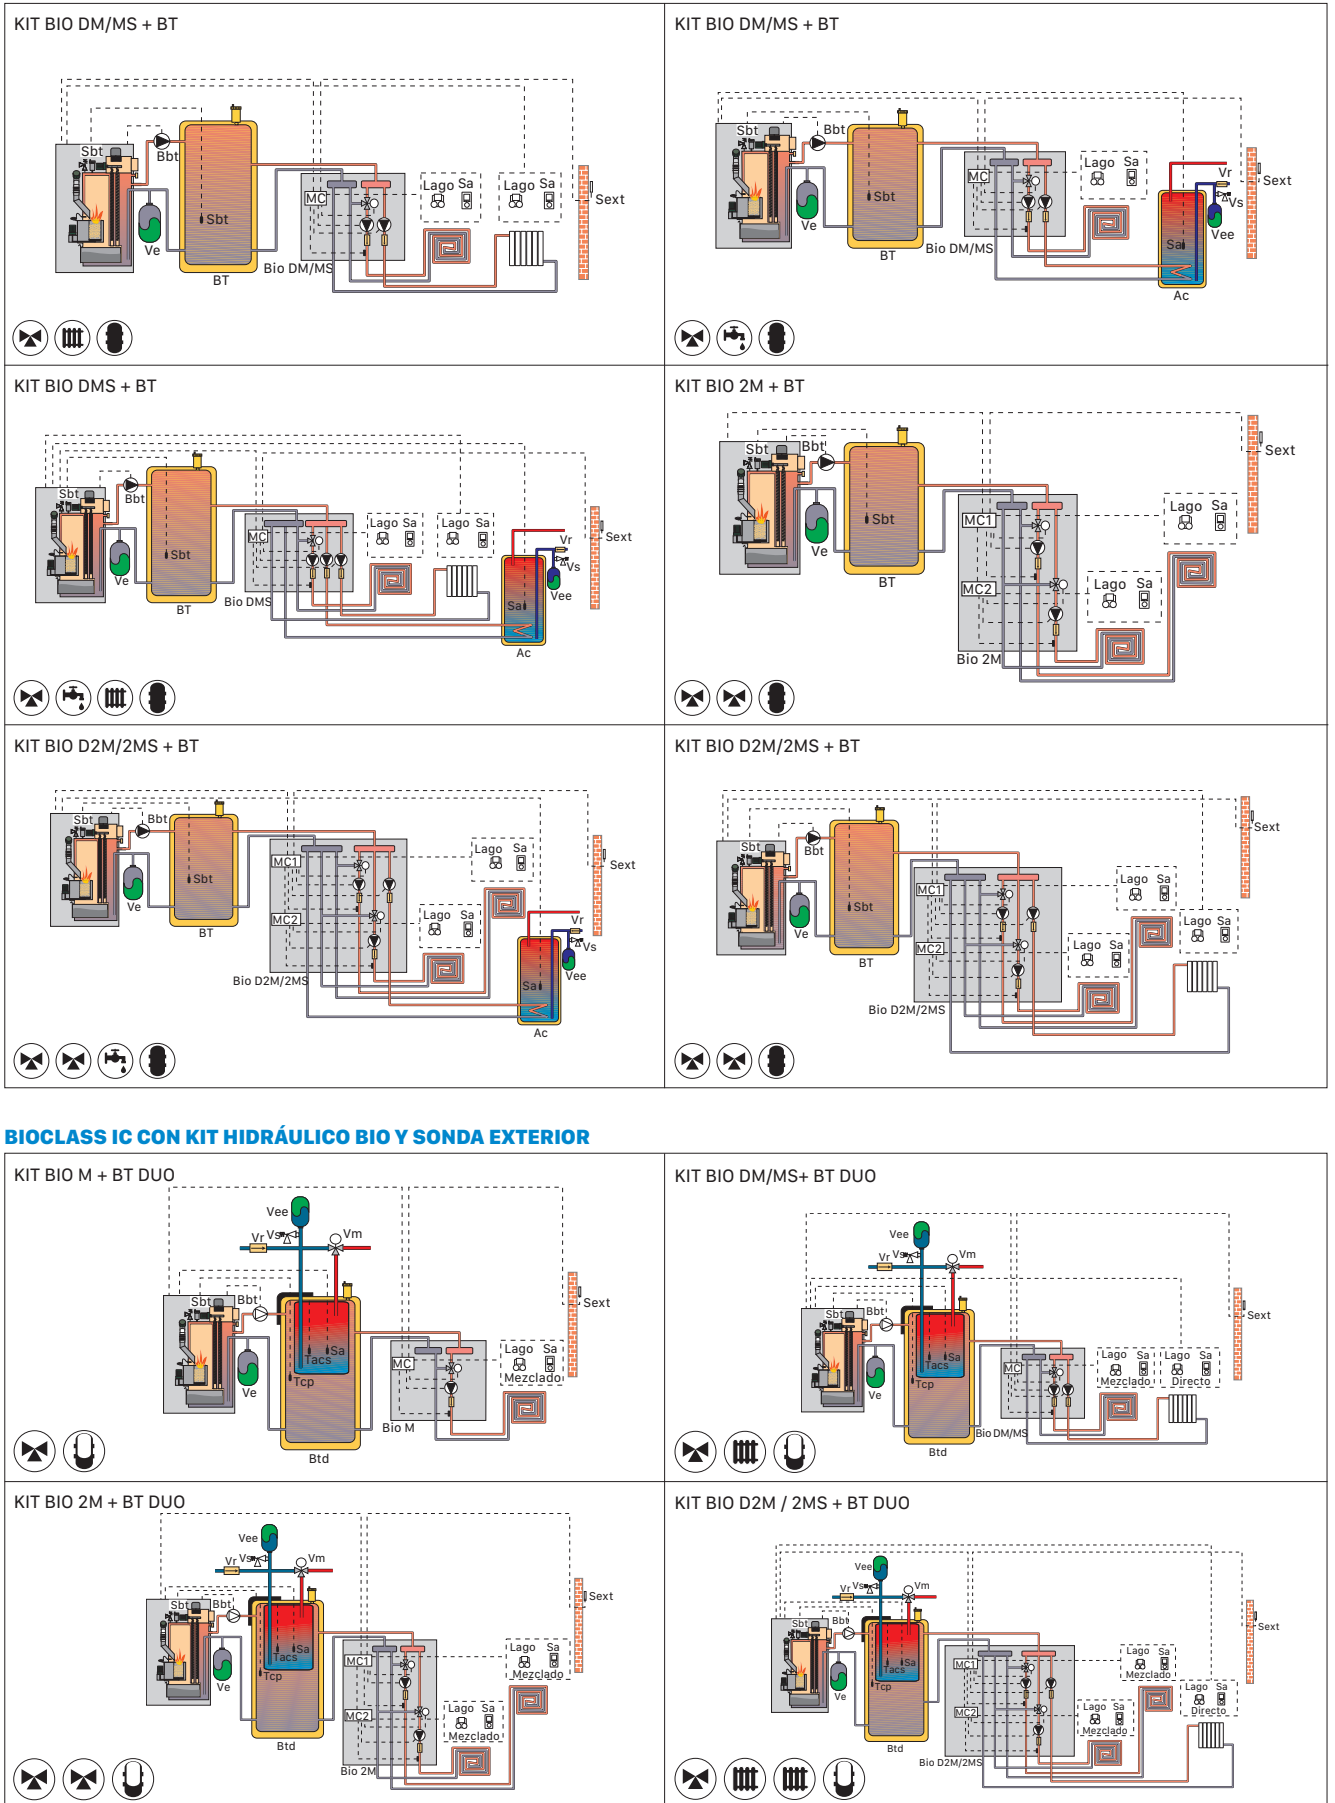 KIT BIO DM/MS + BT
Sbt
Bbt
Sbt
Ve
BT
MC
Bio DM/MS
Lago Sa
Lago Sa
Sext
KIT BIO DM/MS + BT
Sbt
Bbt
Sbt
Ve
BT
MC
Bio DM/MS
Lago Sa
Vr
Vs
Vee
Sa
Ac
Sext
KIT BIO DMS + BT
Sbt
Bbt
Sbt
Ve
BT
MC
Bio DMS
Lago Sa
Lago Sa
Vr
Vs
Vee
Sa
Ac
Sext
KIT BIO 2M + BT
Sbt
Bbt
Sbt
Ve
BT
MC1
MC2
Bio 2M
Lago Sa
Lago Sa
Sext
KIT BIO D2M/2MS + BT
Sbt
Bbt
Sbt
Ve
BT
MC1
MC2
Bio D2M/2MS
Lago Sa
Lago Sa
Vr
Vs
Vee
Sa
Ac
Sext
KIT BIO D2M/2MS + BT
Sbt
Bbt
Sbt
Ve
BT
MC1
MC2
Bio D2M/2MS
Lago Sa
Lago Sa
Lago Sa
Sext
BIOCLASS IC CON KIT HIDRÁULICO BIO Y SONDA EXTERIOR
KIT BIO M + BT DUO
Vee
Vs
Vr
Vm
Sbt
Bbt
Sa
Tacs
Tcp
Ve
Btd
MC
Bio M
Lago Sa
Mezclado
Sext
KIT BIO DM/MS+ BT DUO
Vee
Vs
Vr
Vm
Sbt
Bbt
Sa
Tacs
Tcp
Ve
Btd
MC
Bio DM/MS
Lago Sa
Mezclado
Lago Sa
Directo
Sext
KIT BIO 2M + BT DUO
Vee
Vs
Vr
Vm
Sbt
Bbt
Sa
Tacs
Tcp
Ve
Btd
MC1
MC2
Bio 2M
Lago Sa
Mezclado
Lago Sa
Mezclado
Sext
KIT BIO D2M / 2MS + BT DUO
Vee
Vs
Vr
Vm
Sbt
Bbt
Sa
Tacs
Tcp
Ve
Btd
MC1
MC2
Bio D2M/2MS
Lago Sa
Mezclado
Lago Sa
Directo
Lago Sa
Mezclado
Sext